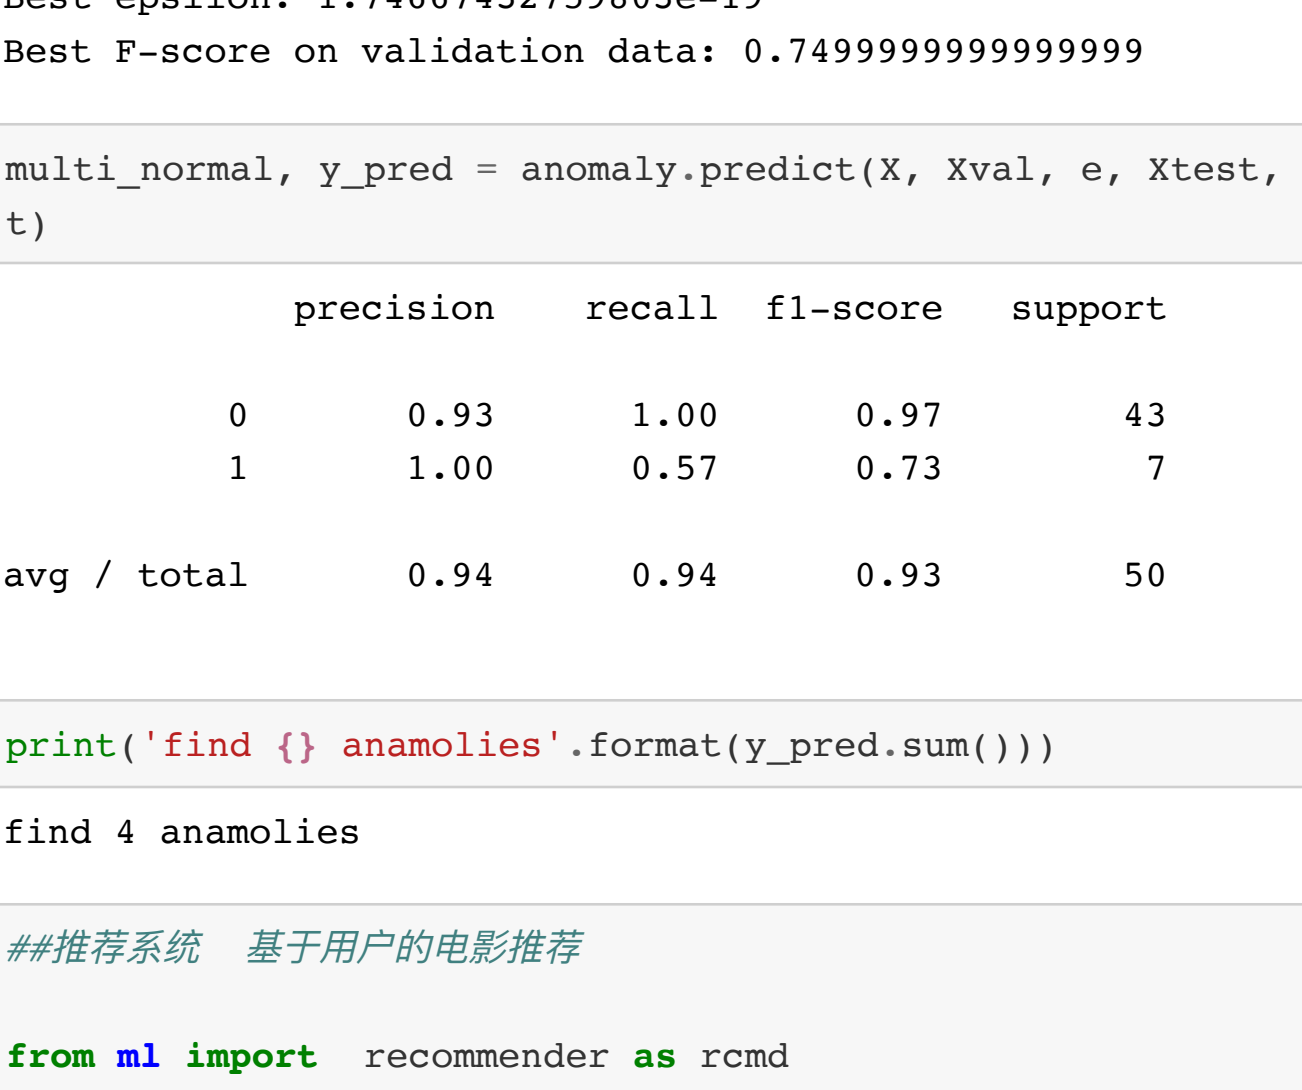 Best F-score on validation data: 0.7499999999999999
multi_normal, y_pred = anomaly.predict(X, Xval, e, Xtest,
t)
precision recall f1-score support
0 0.93 1.00 0.97 43
1 1.00 0.57 0.73 7
avg / total 0.94 0.94 0.93 50
print('find {} anamolies'.format(y_pred.sum()))
find 4 anamolies
##推荐系统 基于用户的电影推荐
from ml import recommender as rcmd